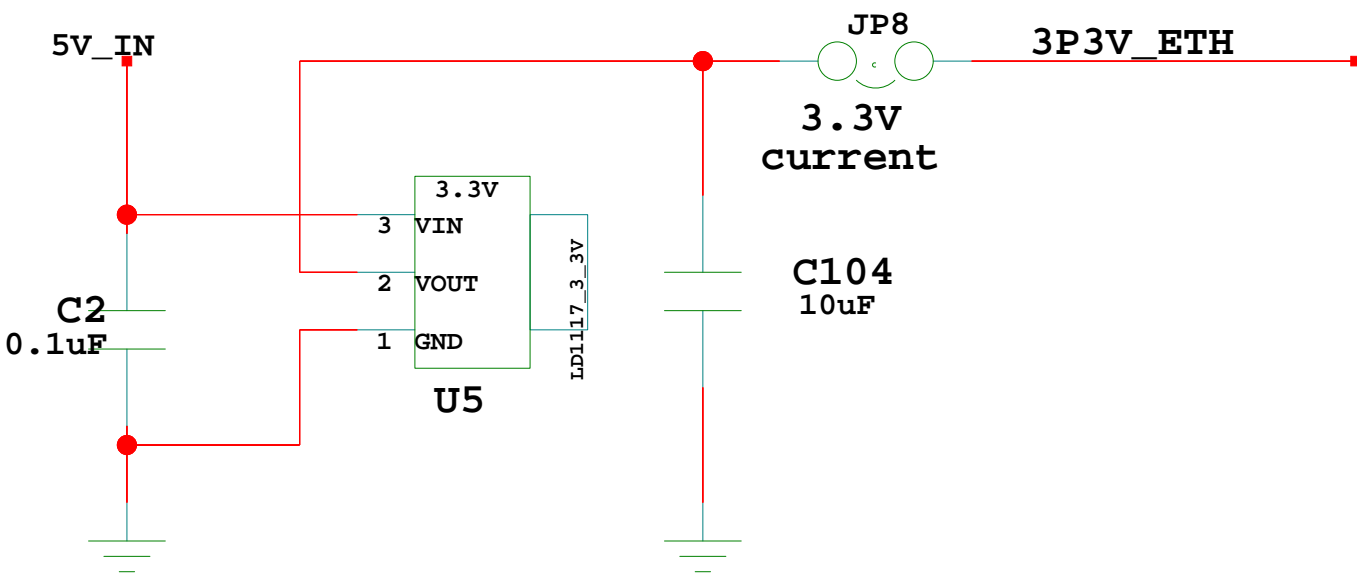 5V_IN
JP8
3P3V_ETH
C
3.3V
current
3.3V
3 VIN
2 VOUT
1 GND
LD1117_3_3V
U5
C2
0.1uF
C104
10uF